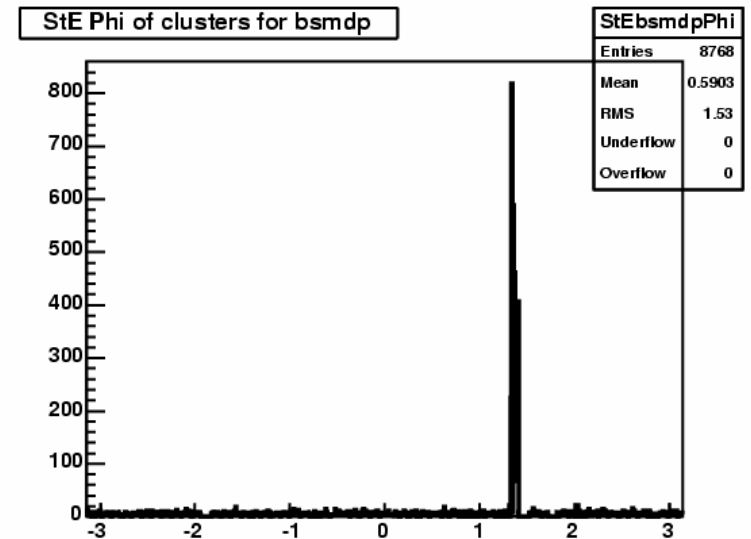 StE Phi of clusters for bsmdp
StEbsmdpPhi
Entries 8768
Mean 0.5903
RMS 1.53
Underflow 0
Overflow 0
800
700
600
500
400
300
200
100
0
-3 -2 -1 0 1 2 3